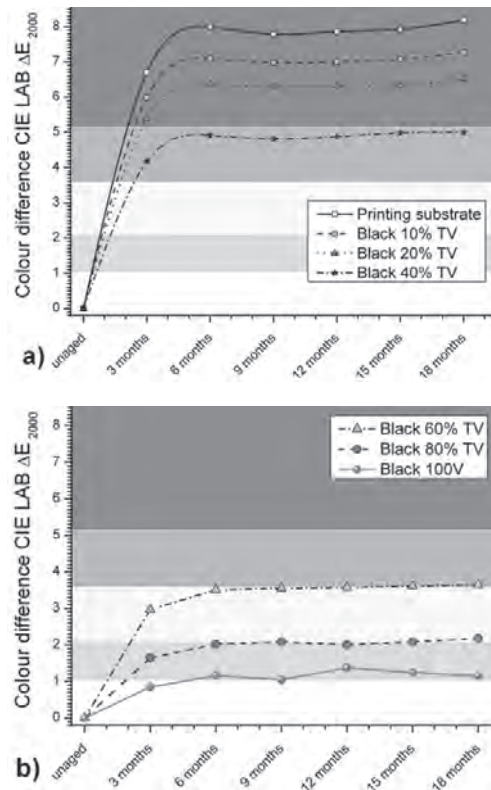 Colour difference CIE LAB ΔE2000
8
7
6
5
4
3
2
1
0
Printing substrate
Black 10% TV
Black 20% TV
Black 40% TV
unaged
3 months
6 months
9 months
12 months
15 months
18 months
a)
Colour difference CIE LAB ΔE2000
8
7
6
5
4
3
2
1
0
Black 60% TV
Black 80% TV
Black 100V
unaged
3 months
6 months
9 months
12 months
15 months
18 months
b)